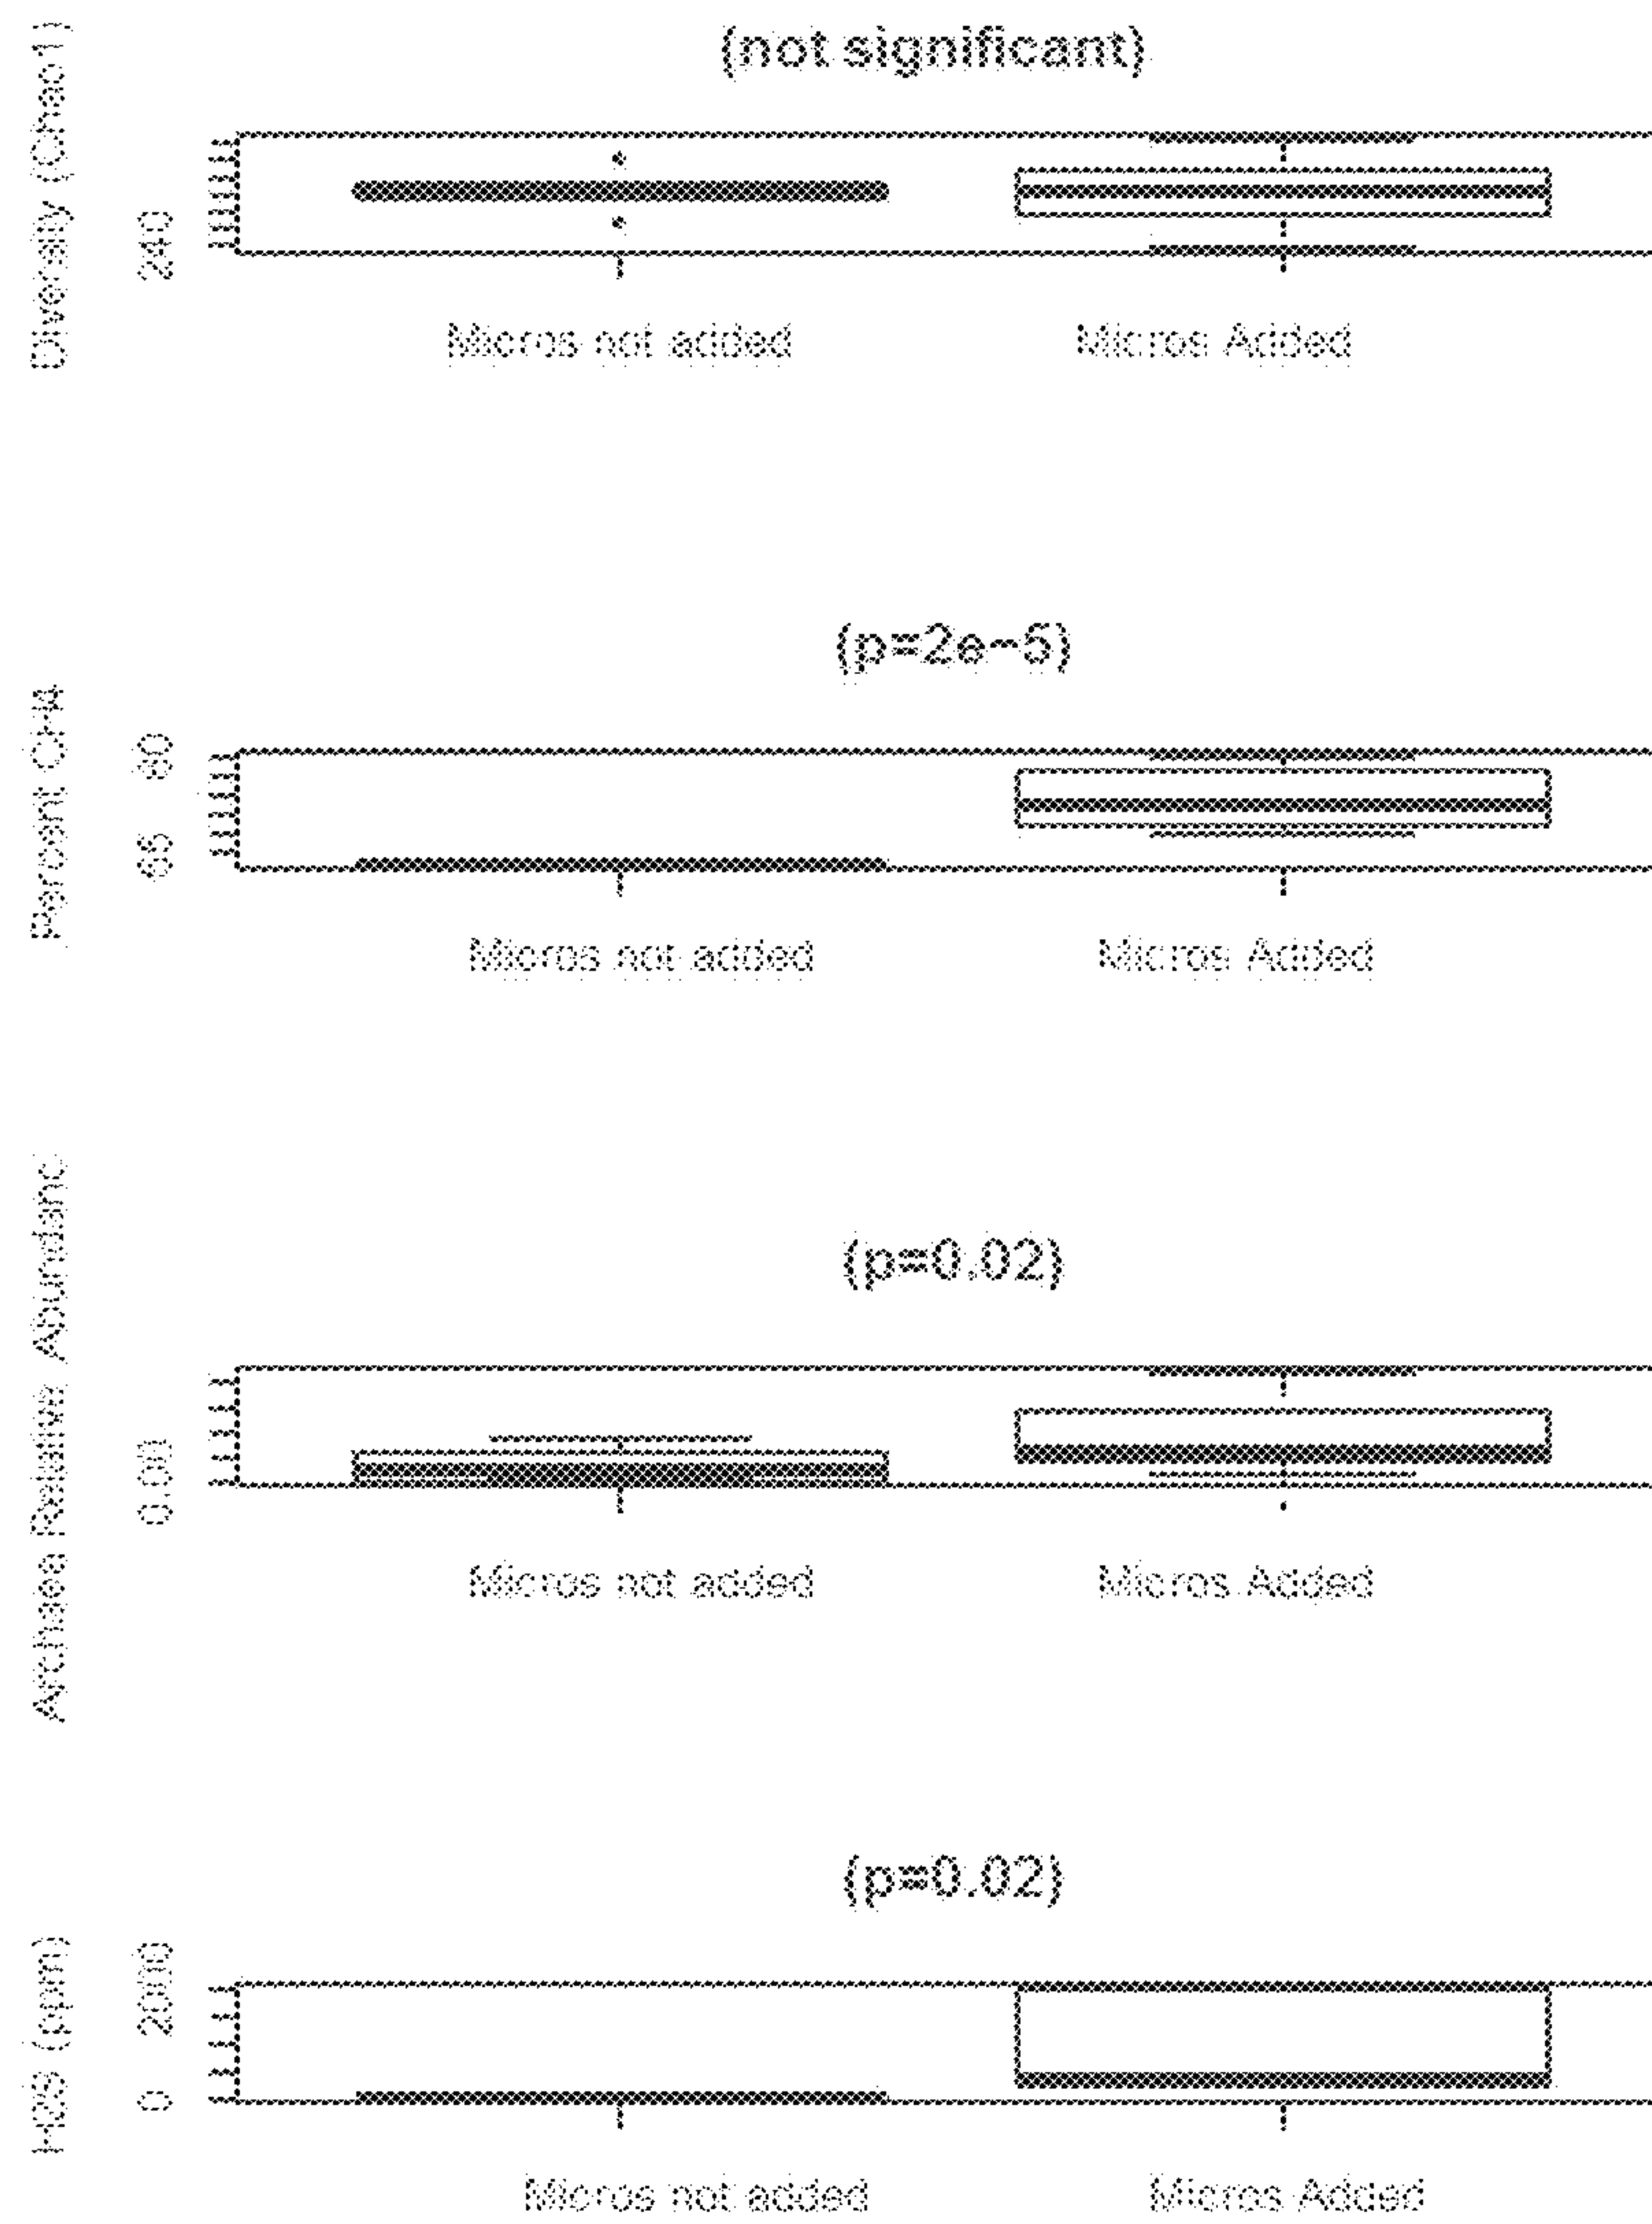 (not significant)
Diversity (Chao1)
240
Micros not added
Micros Added
(p=2e-5)
Percent CH4
80
65
Micros not added
Micros Added
(p=0.02)
Archaea Relative Abundanc
0.00
Micros not added
Micros Added
(p=0.02)
H2S (ppm)
2000
0
Micros not added
Micros Added